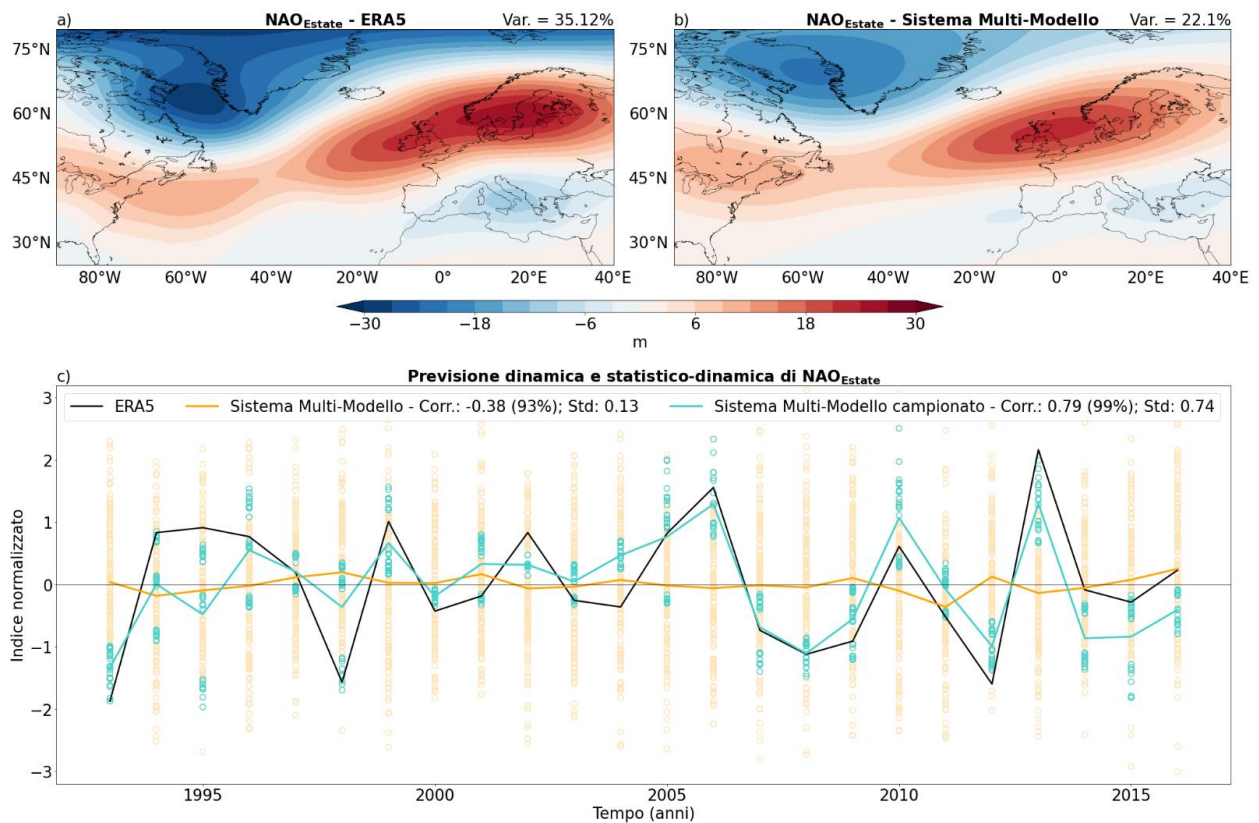 a) NAO_Estate - ERA5 Var. = 35.12%
b) NAO_Estate - Sistema Multi-Modello Var. = 22.1%
75°N
60°N
45°N
30°N
80°W 60°W 40°W 20°W 0° 20°E 40°E
80°W 60°W 40°W 20°W 0° 20°E 40°E
−30 −18 −6 6 18 30
m
c) Previsione dinamica e statistico-dinamica di NAO_Estate
ERA5 Sistema Multi-Modello - Corr.: -0.38 (93%); Std: 0.13 Sistema Multi-Modello campionato - Corr.: 0.79 (99%); Std: 0.74
Indice normalizzato
3
2
1
0
−1
−2
−3
1995 2000 2005 2010 2015
Tempo (anni)